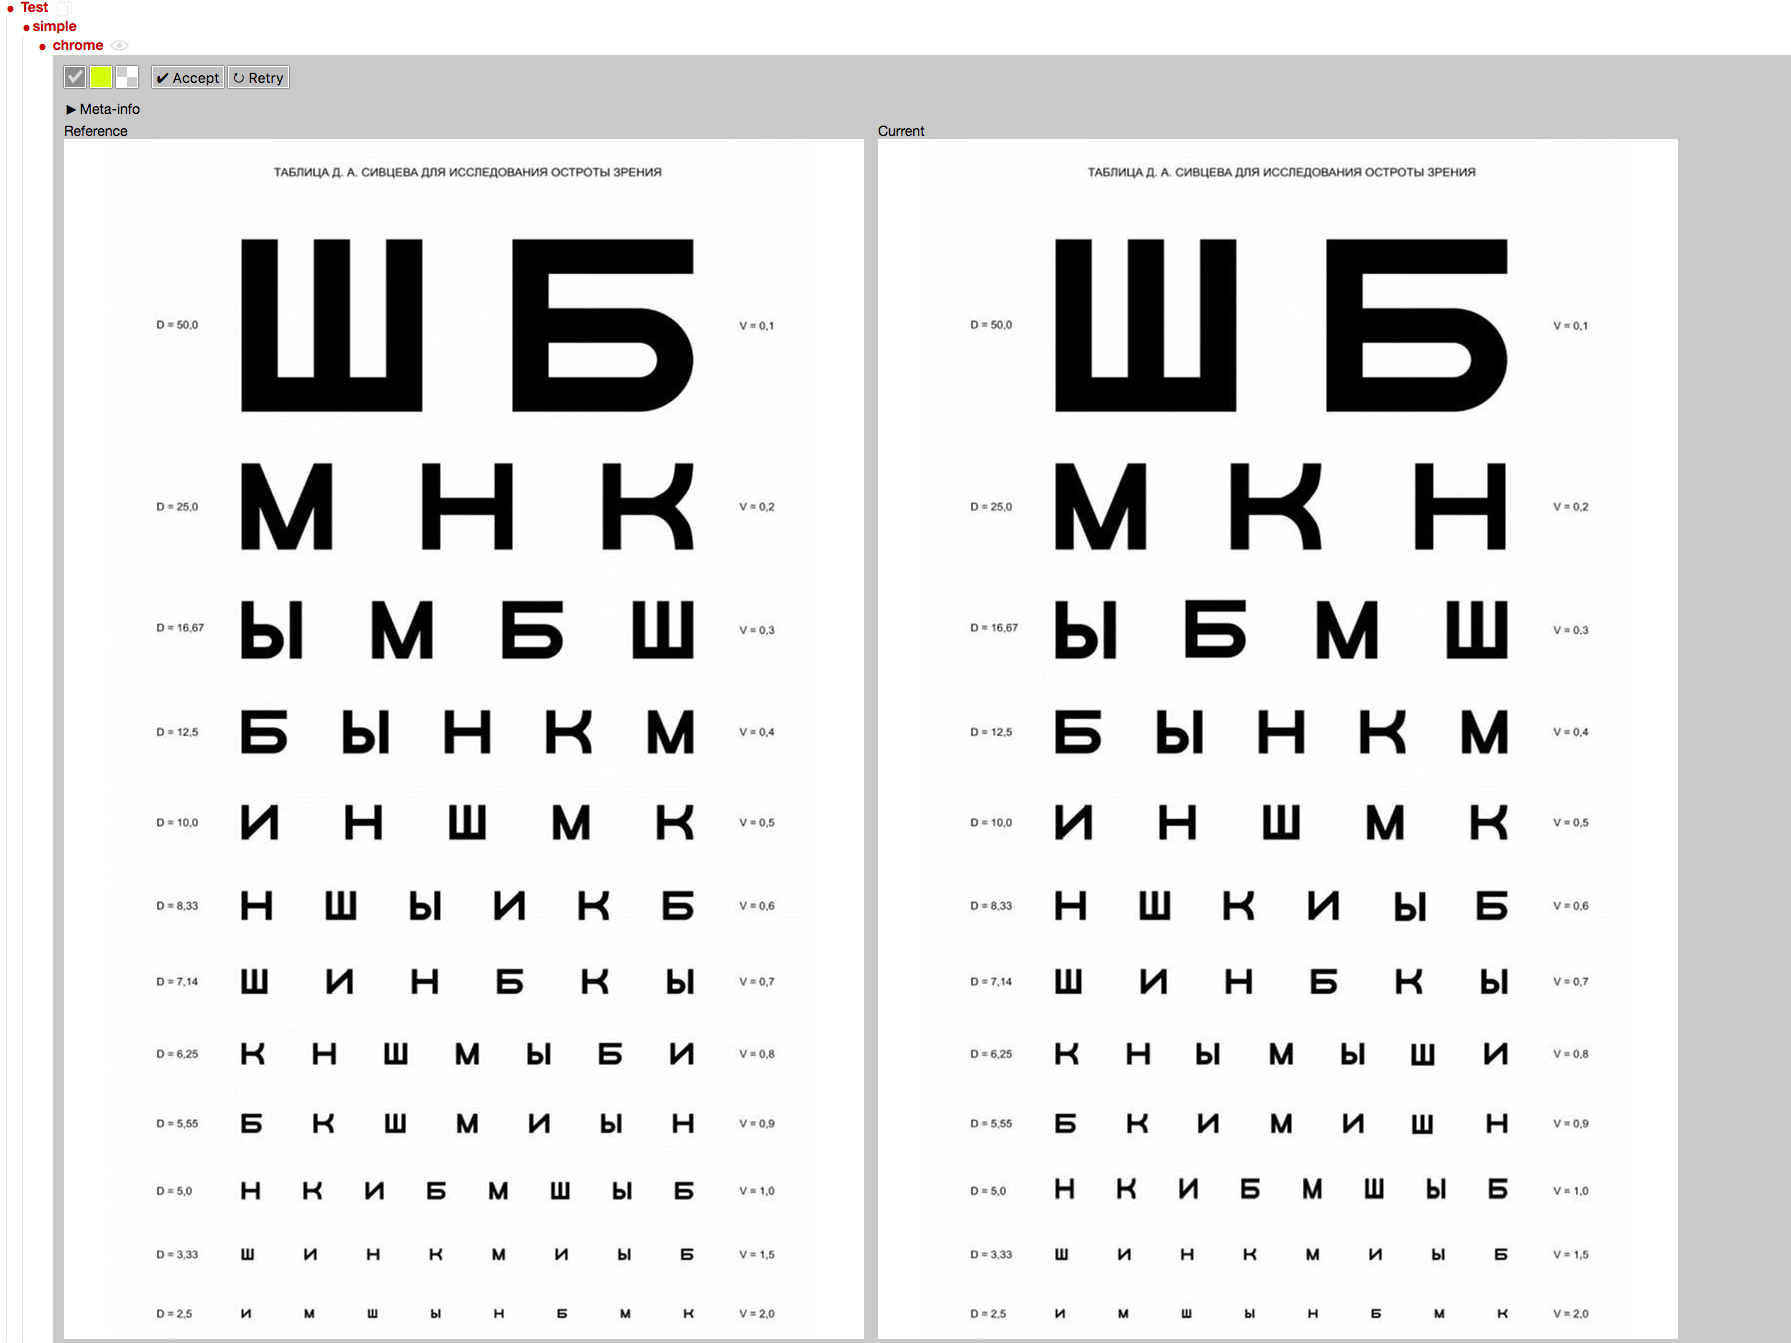 Test
simple
chrome
✔ Accept ↻ Retry
▶ Meta-info
Reference
ТАБЛИЦА Д. А. СИВЦЕВА ДЛЯ ИССЛЕДОВАНИЯ ОСТРОТЫ ЗРЕНИЯ
D = 50,0 Ш Б V = 0,1
D = 25,0 М Н К V = 0,2
D = 16,67 Ы М Б Ш V = 0,3
D = 12,5 Б Ы Н К М V = 0,4
D = 10,0 И Н Ш М К V = 0,5
D = 8,33 Н Ш Ы И К Б V = 0,6
D = 7,14 Ш И Н Б К Ы V = 0,7
D = 6,25 К Н Ш М Ы Б И V = 0,8
D = 5,55 Б К Ш М И Ы Н V = 0,9
D = 5,0 Н К И Б М Ш Ы Б V = 1,0
D = 3,33 Ш И Н К М И Ы Б V = 1,5
D = 2,5 И М Ш Ы Н Б М К V = 2,0
Current
ТАБЛИЦА Д. А. СИВЦЕВА ДЛЯ ИССЛЕДОВАНИЯ ОСТРОТЫ ЗРЕНИЯ
D = 50,0 Ш Б V = 0,1
D = 25,0 М К Н V = 0,2
D = 16,67 Ы Б М Ш V = 0,3
D = 12,5 Б Ы Н К М V = 0,4
D = 10,0 И Н Ш М К V = 0,5
D = 8,33 Н Ш К И Ы Б V = 0,6
D = 7,14 Ш И Н Б К Ы V = 0,7
D = 6,25 К Н Ы М Ы Ш И V = 0,8
D = 5,55 Б К И М И Ш Н V = 0,9
D = 5,0 Н К И Б М Ш Ы Б V = 1,0
D = 3,33 Ш И Н К М И Ы Б V = 1,5
D = 2,5 И М Ш Ы Н Б М К V = 2,0